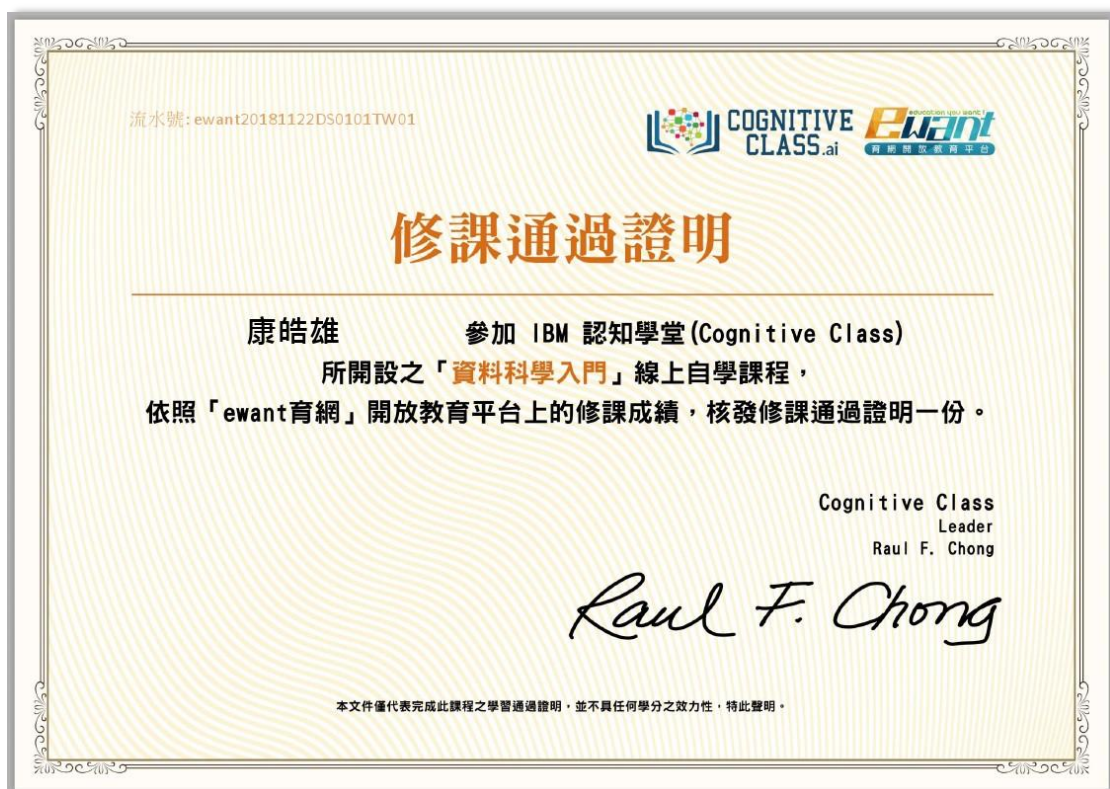 流水號: ewant20181122DS0101TW01
COGNITIVE
CLASS.ai
education you want !
ewant
育網開放教育平台
修課通過證明
康皓雄 參加 IBM 認知學堂(Cognitive Class)
所開設之「資料科學入門」線上自學課程，
依照「ewant育網」開放教育平台上的修課成績，核發修課通過證明一份。
Cognitive Class
Leader
Raul F. Chong
Raul F. Chong
本文件僅代表完成此課程之學習通過證明，並不具任何學分之效力性，特此聲明。